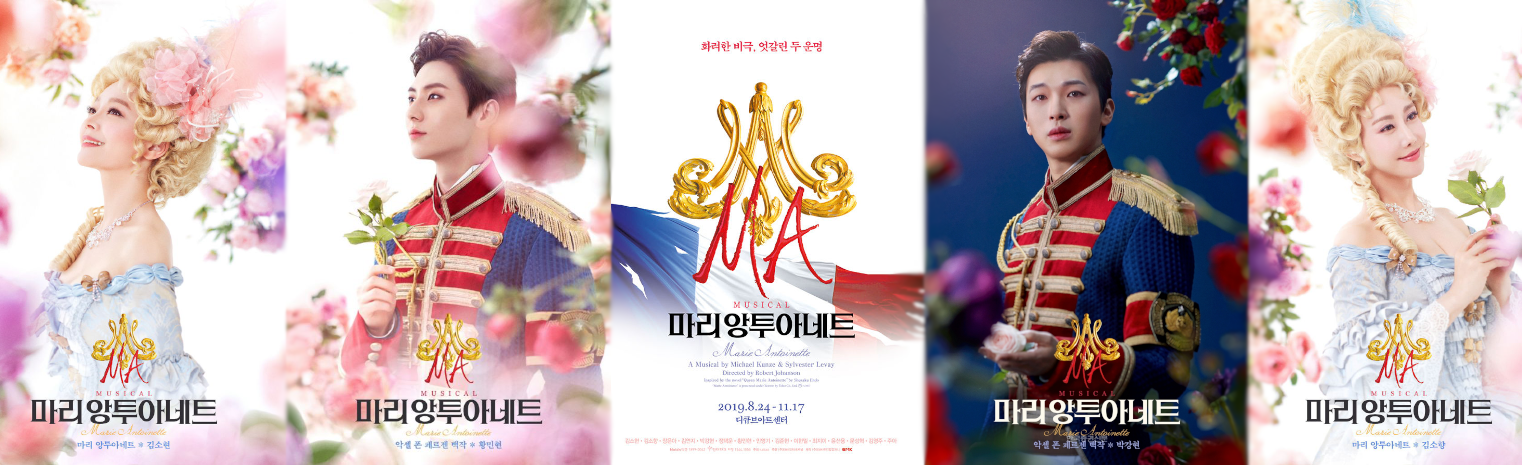 MA
MUSICAL
마리 앙투아네트
Marie Antoinette
마리 앙투아네트 * 김소현
MA
MUSICAL
마리 앙투아네트
Marie Antoinette
악셀 폰 페르젠 백작 * 황민현
화려한 비극, 엇갈린 두 운명
MA
MUSICAL
마리 앙투아네트
Marie Antoinette
A Musical by Michael Kunze & Sylvester Levay
Directed by Robert Johanson
2019.8.24 - 11.17
디큐브아트센터
MA
MUSICAL
마리 앙투아네트
Marie Antoinette
악셀 폰 페르젠 백작 * 박강현
MA
MUSICAL
마리 앙투아네트
Marie Antoinette
마리 앙투아네트 * 김소향